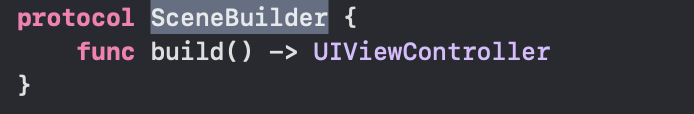 protocol SceneBuilder {
    func build() -> UIViewController
}